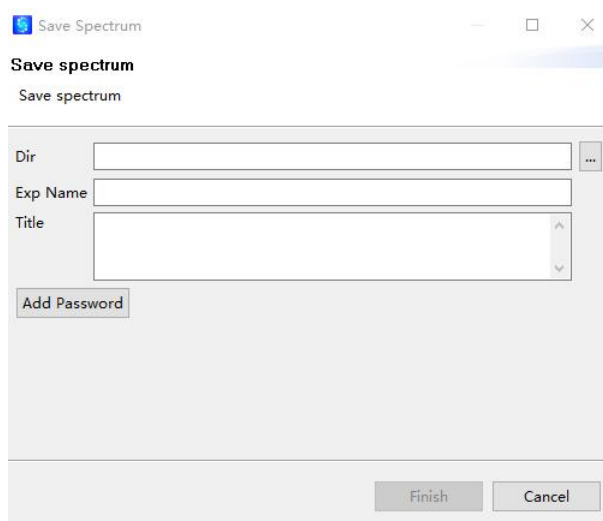 Save Spectrum
Save spectrum
Save spectrum
Dir
...
Exp Name
Title
Add Password
Finish
Cancel